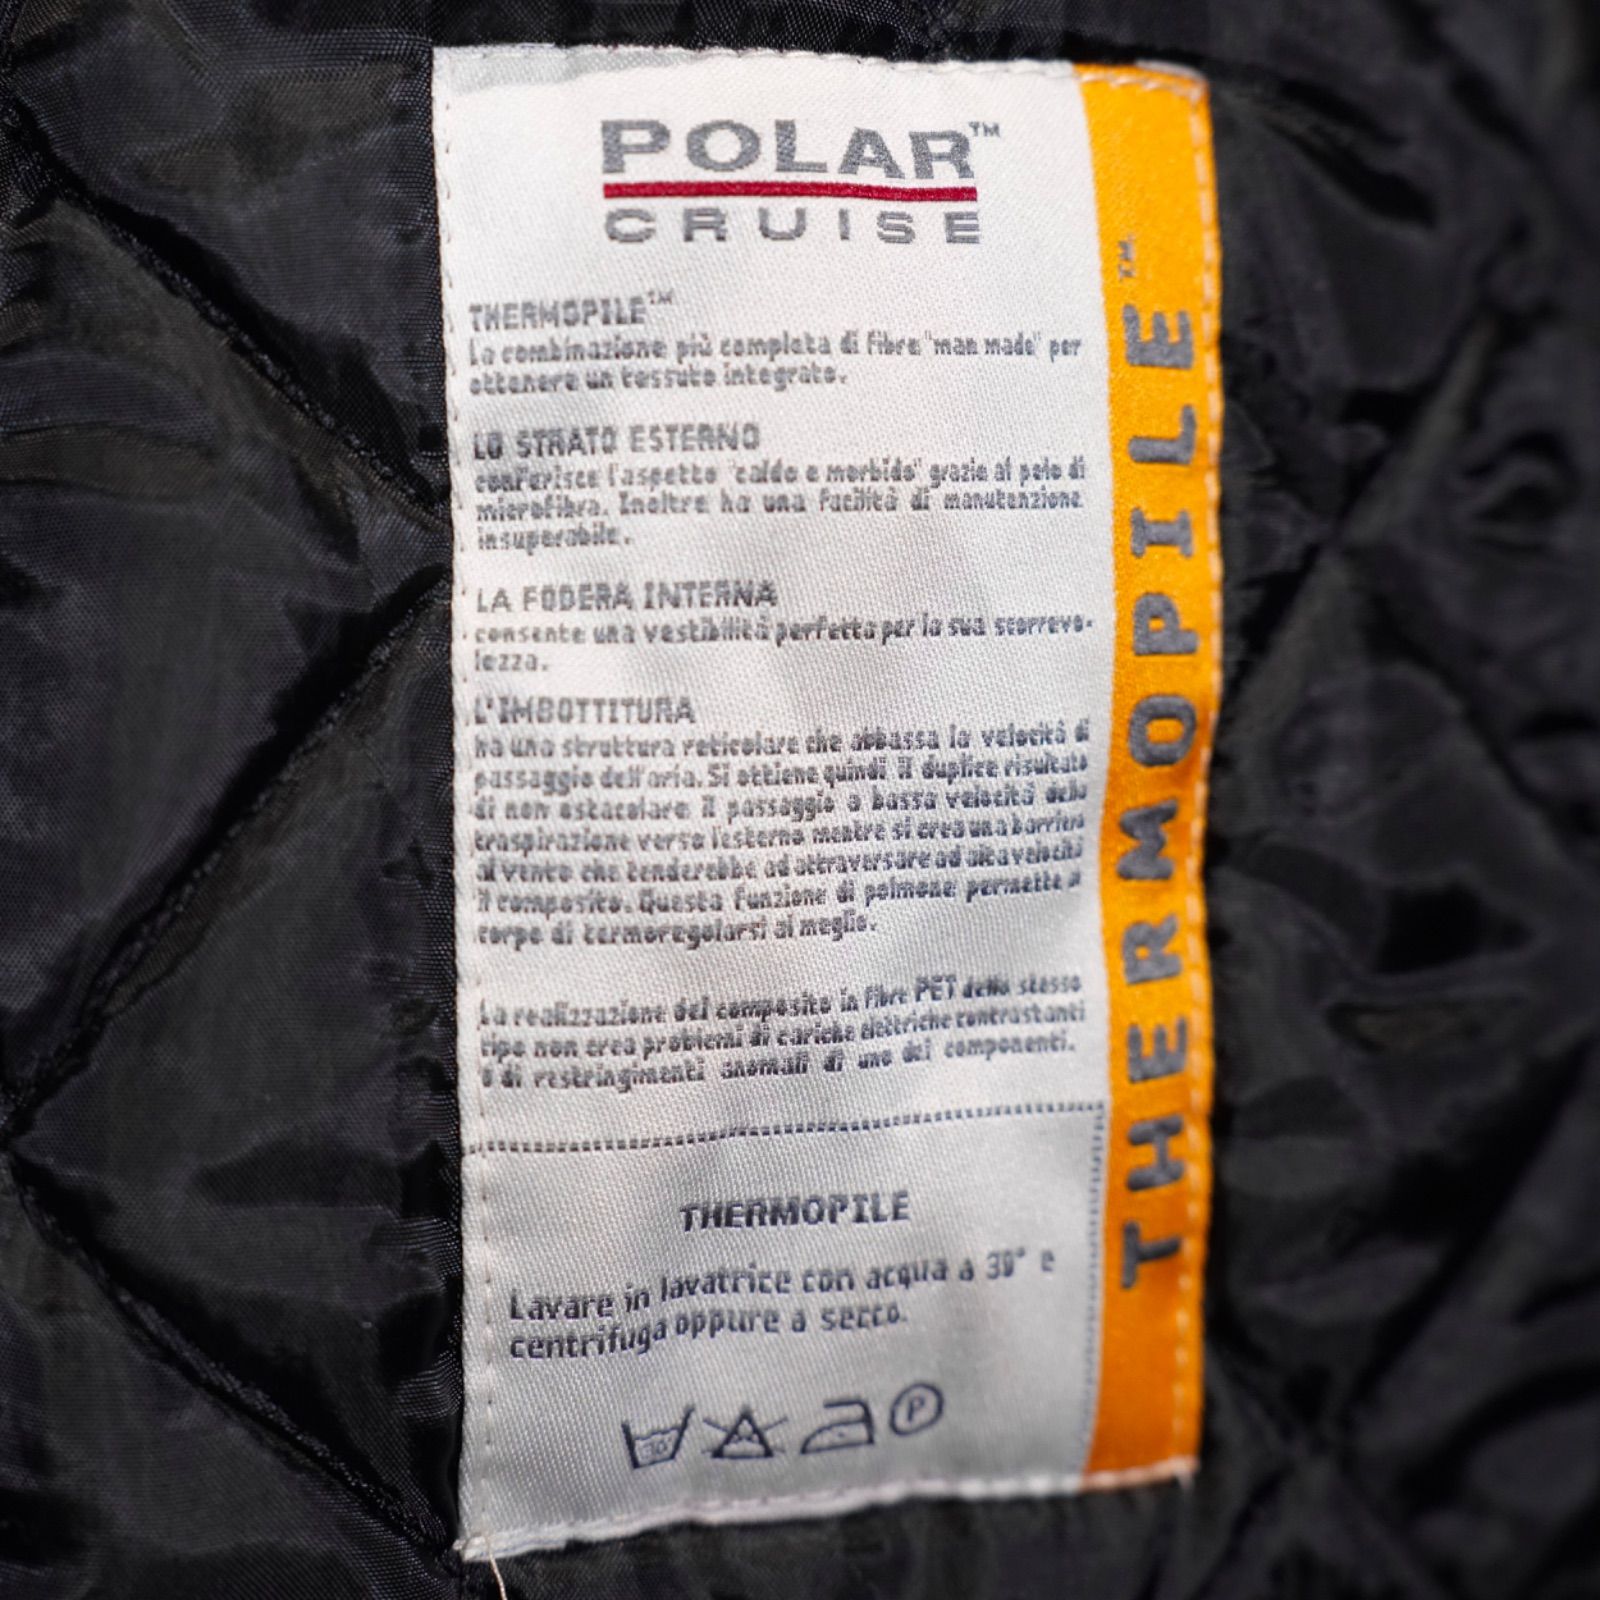 POLAR™
CRUISE
THERMOPILE™
La combinazione più completa di fibre "man made" per
ottenere un tessuto integrato.
LO STRATO ESTERNO
conferisce l'aspetto "caldo e morbido" grazie al pelo di
microfibra. Inoltre ha una facilità di manutenzione
insuperabile.
LA FODERA INTERNA
consente una vestibilità perfetta per la sua scorrevo-
lezza.
L'IMBOTTITURA
ha una struttura reticolare che abbassa la velocità di
passaggio dell'aria. Si ottiene quindi il duplice risultato
di non ostacolare il passaggio a bassa velocità della
traspirazione verso l'esterno mentre si crea una barriera
al vento che tenderebbe ad attraversare ad alta velocità
il composito. Questa funzione di polmone permette al
corpo di termoregolarsi al meglio.
La realizzazione del composito in fibre PET dello stesso
tipo non crea problemi di cariche elettriche contrastanti
o di restringimenti anomali di uno dei componenti.
THERMOPILE
Lavare in lavatrice con acqua a 30° e
centrifuga oppure a secco.
30°
P
THERMOPILE™